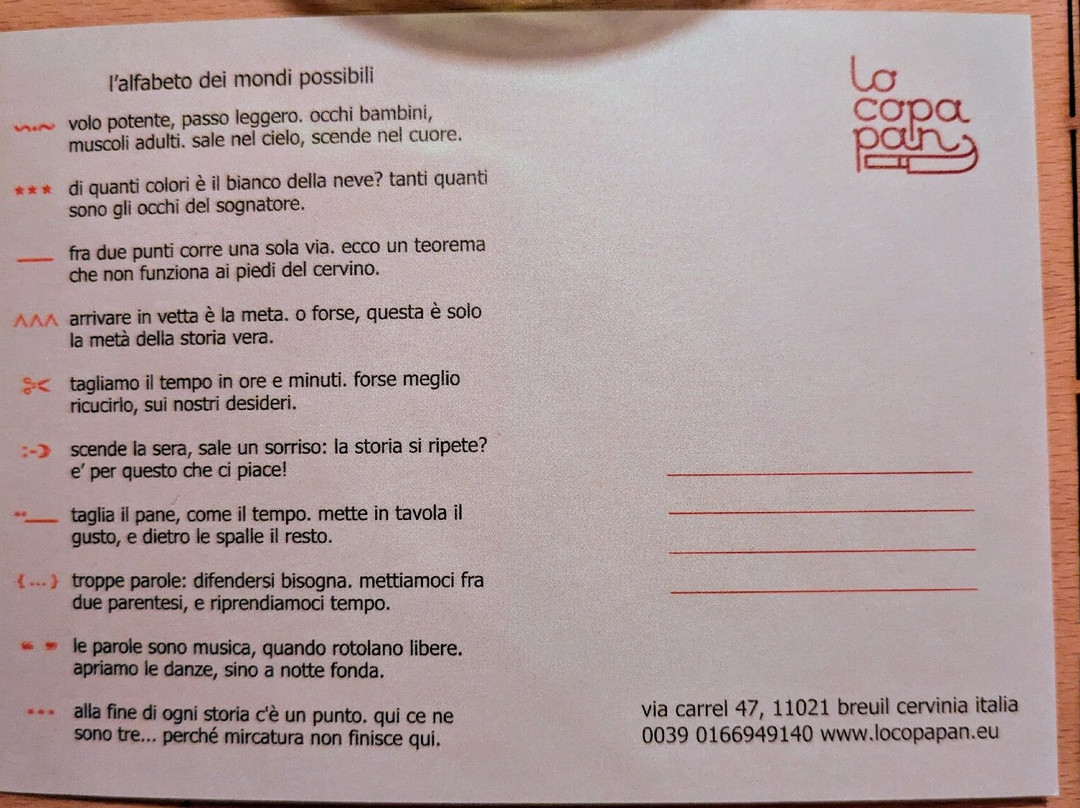 l'alfabeto dei mondi possibili
volo potente, passo leggero. occhi bambini,
muscoli adulti. sale nel cielo, scende nel cuore.
*** di quanti colori è il bianco della neve? tanti quanti
sono gli occhi del sognatore.
fra due punti corre una sola via. ecco un teorema
che non funziona ai piedi del cervino.
^^^ arrivare in vetta è la meta. o forse, questa è solo
la metà della storia vera.
tagliamo il tempo in ore e minuti. forse meglio
ricucirlo, sui nostri desideri.
:-) scende la sera, sale un sorriso: la storia si ripete?
e' per questo che ci piace!
taglia il pane, come il tempo. mette in tavola il
gusto, e dietro le spalle il resto.
{...} troppe parole: difendersi bisogna. mettiamoci fra
due parentesi, e riprendiamoci tempo.
“ ” le parole sono musica, quando rotolano libere.
apriamo le danze, sino a notte fonda.
... alla fine di ogni storia c'è un punto. qui ce ne
sono tre... perché mircatura non finisce qui.
lo
copa
pan
via carrel 47, 11021 breuil cervinia italia
0039 0166949140 www.locopapan.eu